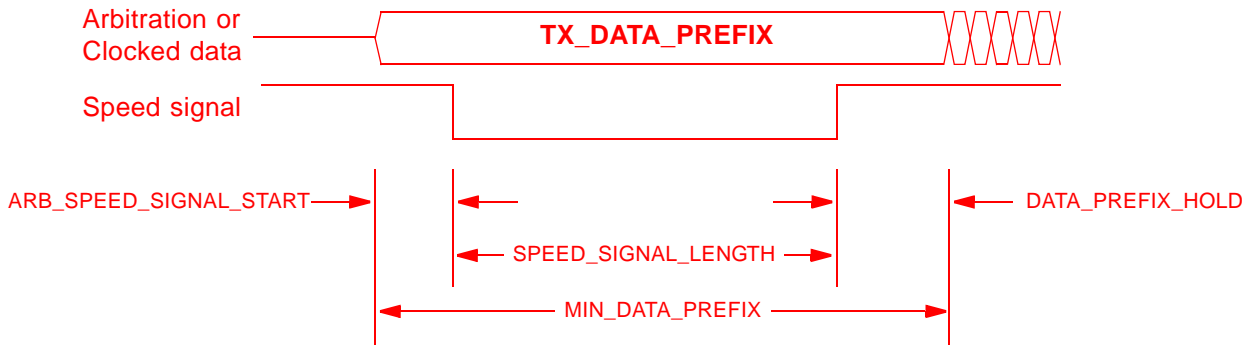 Arbitration or
Clocked data
TX_DATA_PREFIX
Speed signal
ARB_SPEED_SIGNAL_START
DATA_PREFIX_HOLD
SPEED_SIGNAL_LENGTH
MIN_DATA_PREFIX